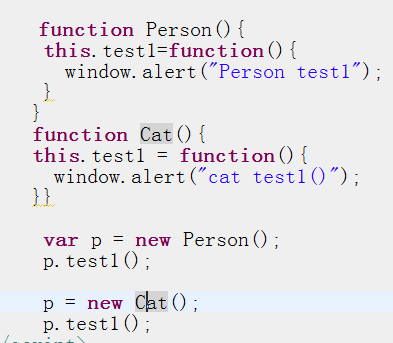 function Person(){
this.test1=function(){
window.alert("Person test1");
}
}
function Cat(){
this.test1 = function(){
window.alert("cat test1()");
}}
var p = new Person();
p.test1();
p = new Cat();
p.test1();